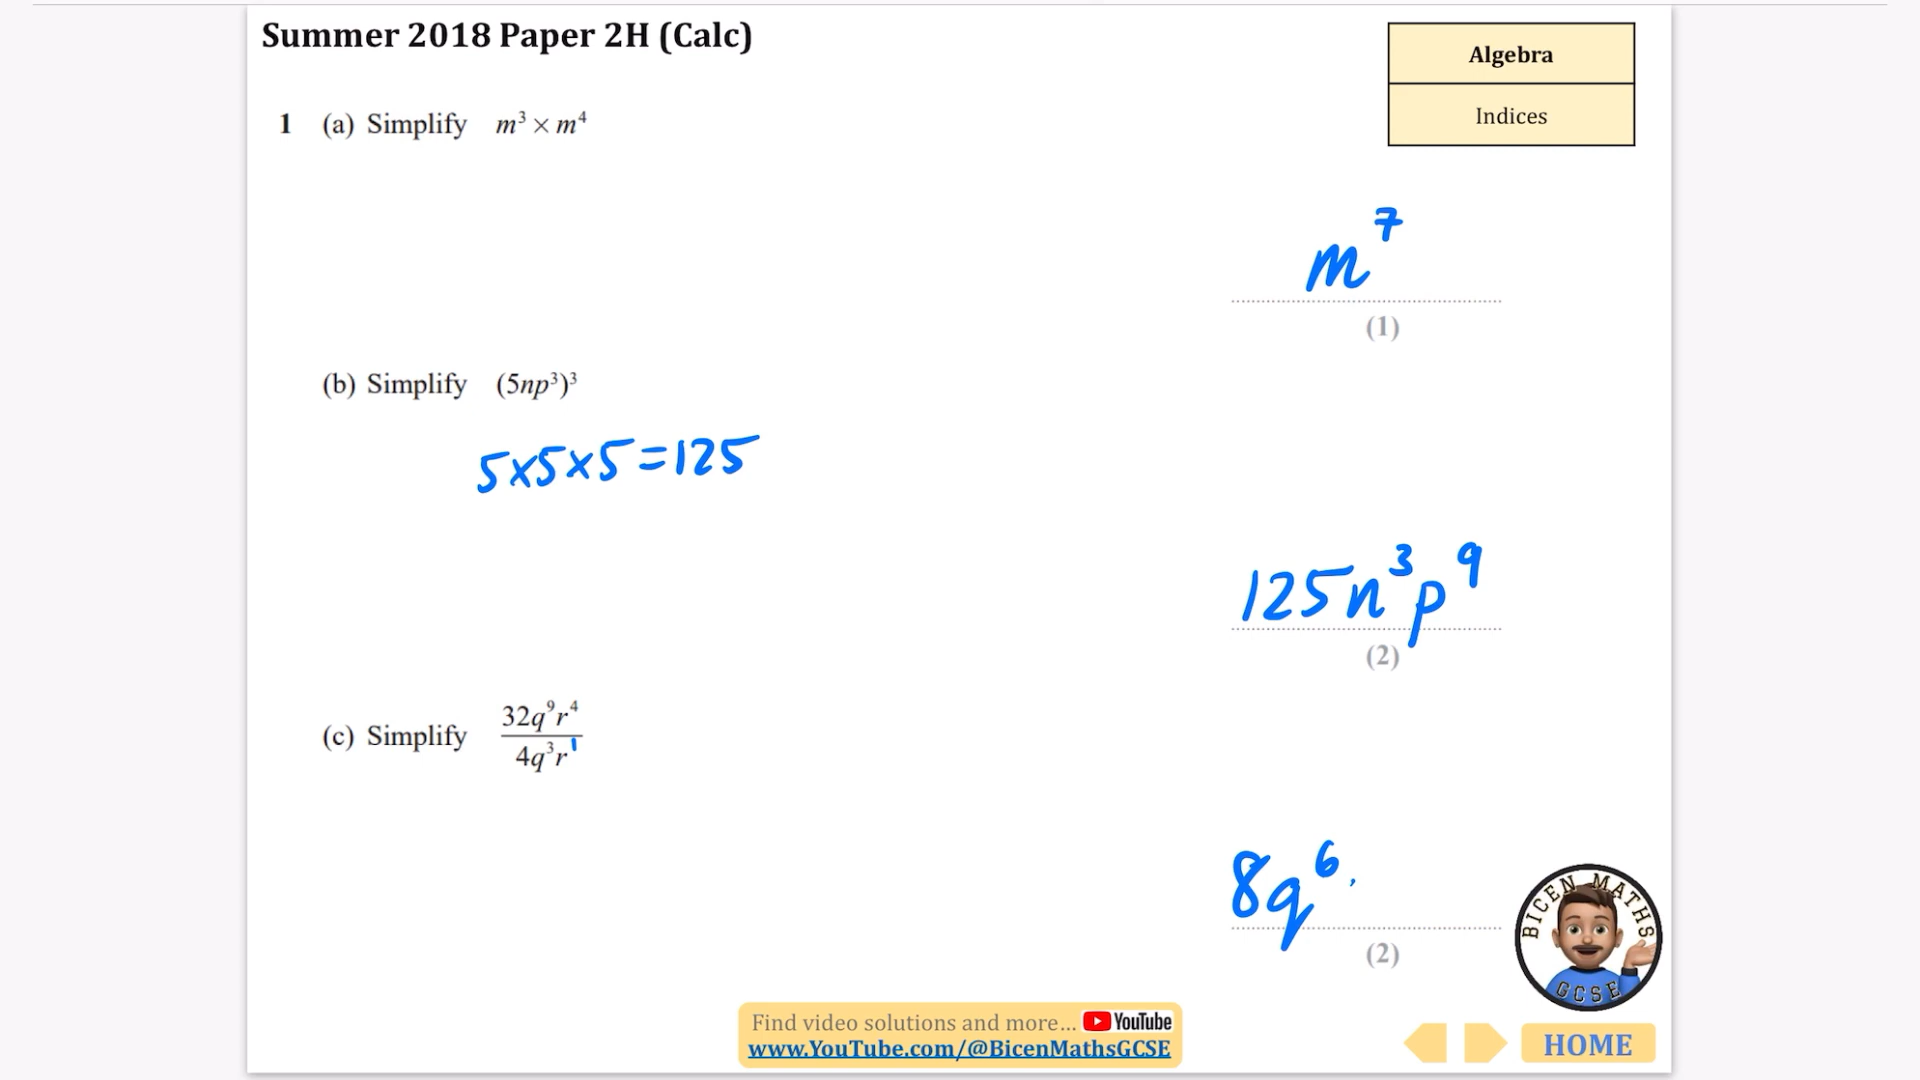 Summer 2018 Paper 2H (Calc)
Algebra
Indices
1 (a) Simplify m³ × m⁴
m⁷
(1)
(b) Simplify (5np³)³
5×5×5=125
125n³p⁹
(2)
(c) Simplify 32q⁹r⁴
4q³r¹
8q⁶
(2)
BICEN MATHS
GCSE
Find video solutions and more... YouTube
www.YouTube.com/@BicenMathsGCSE
HOME